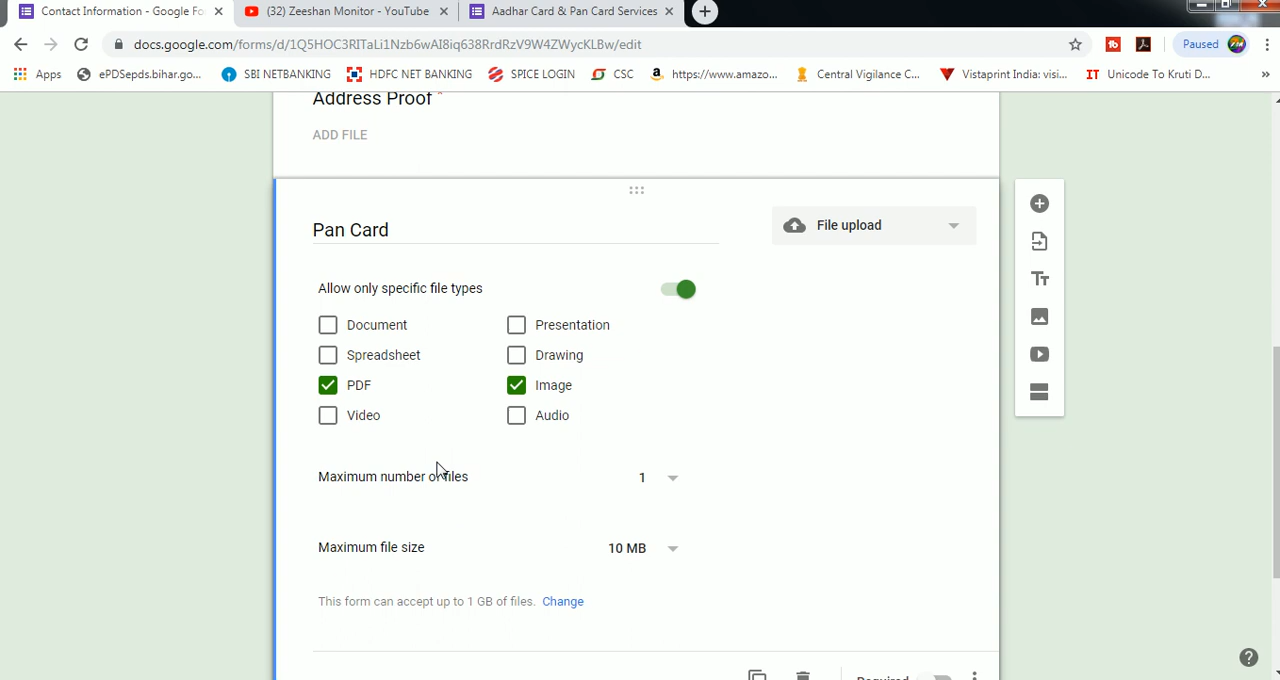 Contact Information - Google Fo
(32) Zeeshan Monitor - YouTube
Aadhar Card & Pan Card Services
docs.google.com/forms/d/1Q5HOC3RITaLi1Nzb6wAI8iq638RrdRzV9W4ZWycKLBw/edit
Paused
Apps
ePDSepds.bihar.go...
SBI NETBANKING
HDFC NET BANKING
SPICE LOGIN
CSC
https://www.amazo...
Central Vigilance C...
Vistaprint India: visi...
IT Unicode To Kruti D...
»
Address Proof *
ADD FILE
Pan Card
File upload
Allow only specific file types
Document
Presentation
Spreadsheet
Drawing
PDF
Image
Video
Audio
Maximum number of files
1
Maximum file size
10 MB
This form can accept up to 1 GB of files. Change
Required